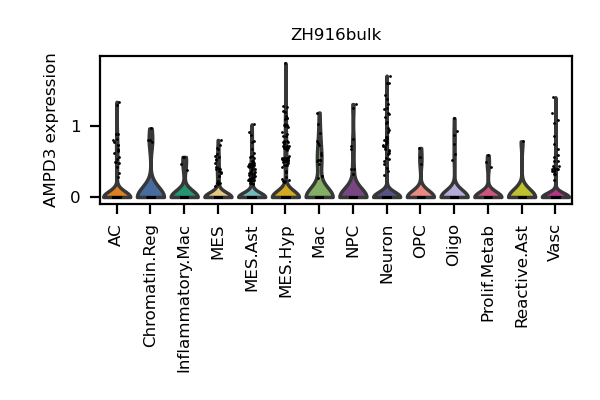 ZH916bulk
AMPD3 expression
1
0
AC
Chromatin.Reg
Inflammatory.Mac
MES
MES.Ast
MES.Hyp
Mac
NPC
Neuron
OPC
Oligo
Prolif.Metab
Reactive.Ast
Vasc